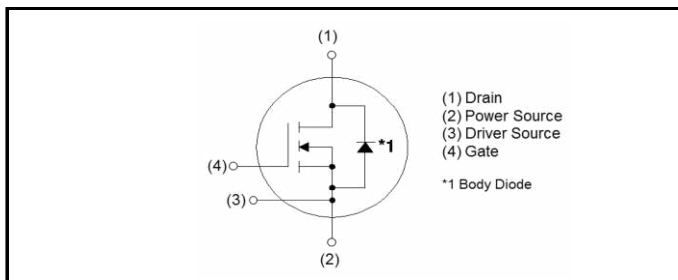 (1)
(1) Drain
(2) Power Source
(3) Driver Source
(4) Gate
*1
(4)
*1 Body Diode
(3)
(2)